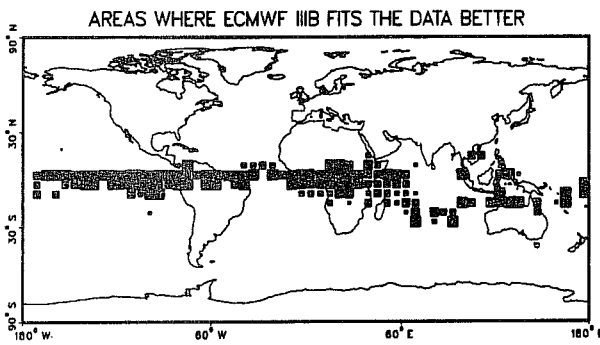 AREAS WHERE ECMWF IIIB FITS THE DATA BETTER
90° N
30° N
30° S
90° S
180° W
60° W
60° E
180° E